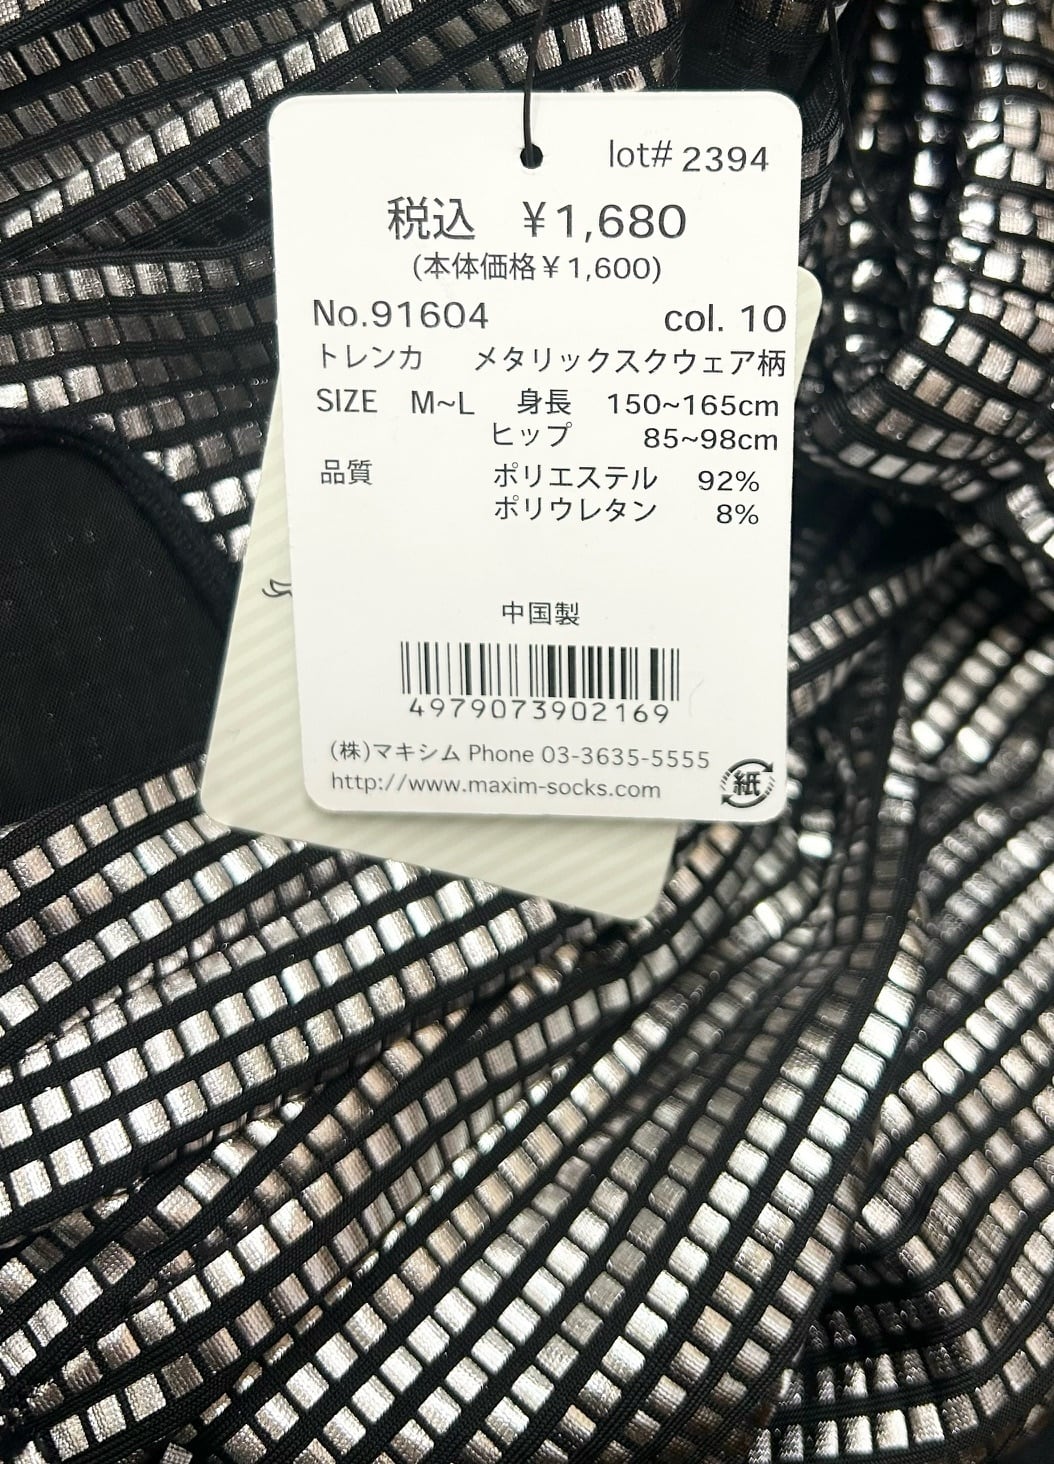 lot# 2394
税込 ¥1,680
(本体価格¥1,600)
No.91604 col. 10
トレンカ メタリックスクウェア柄
SIZE M~L 身長 150~165cm
ヒップ 85~98cm
品質 ポリエステル 92%
ポリウレタン 8%
中国製
4979073902169
(株)マキシム Phone 03-3635-5555
http://www.maxim-socks.com
紙